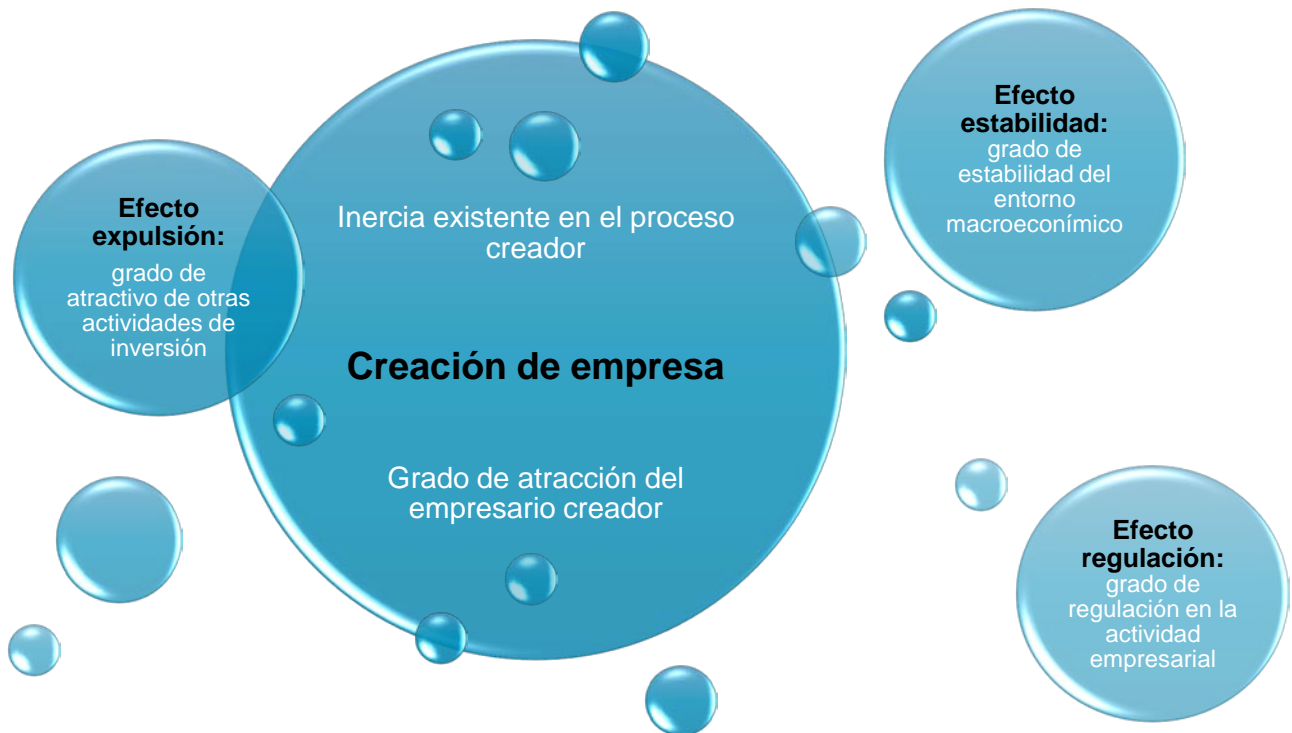 Efecto
expulsión:
grado de
atractivo de otras
actividades de
inversión
Inercia existente en el proceso
creador
Creación de empresa
Grado de atracción del
empresario creador
Efecto
estabilidad:
grado de
estabilidad del
entorno
macroeconímico
Efecto
regulación:
grado de
regulación en la
actividad
empresarial